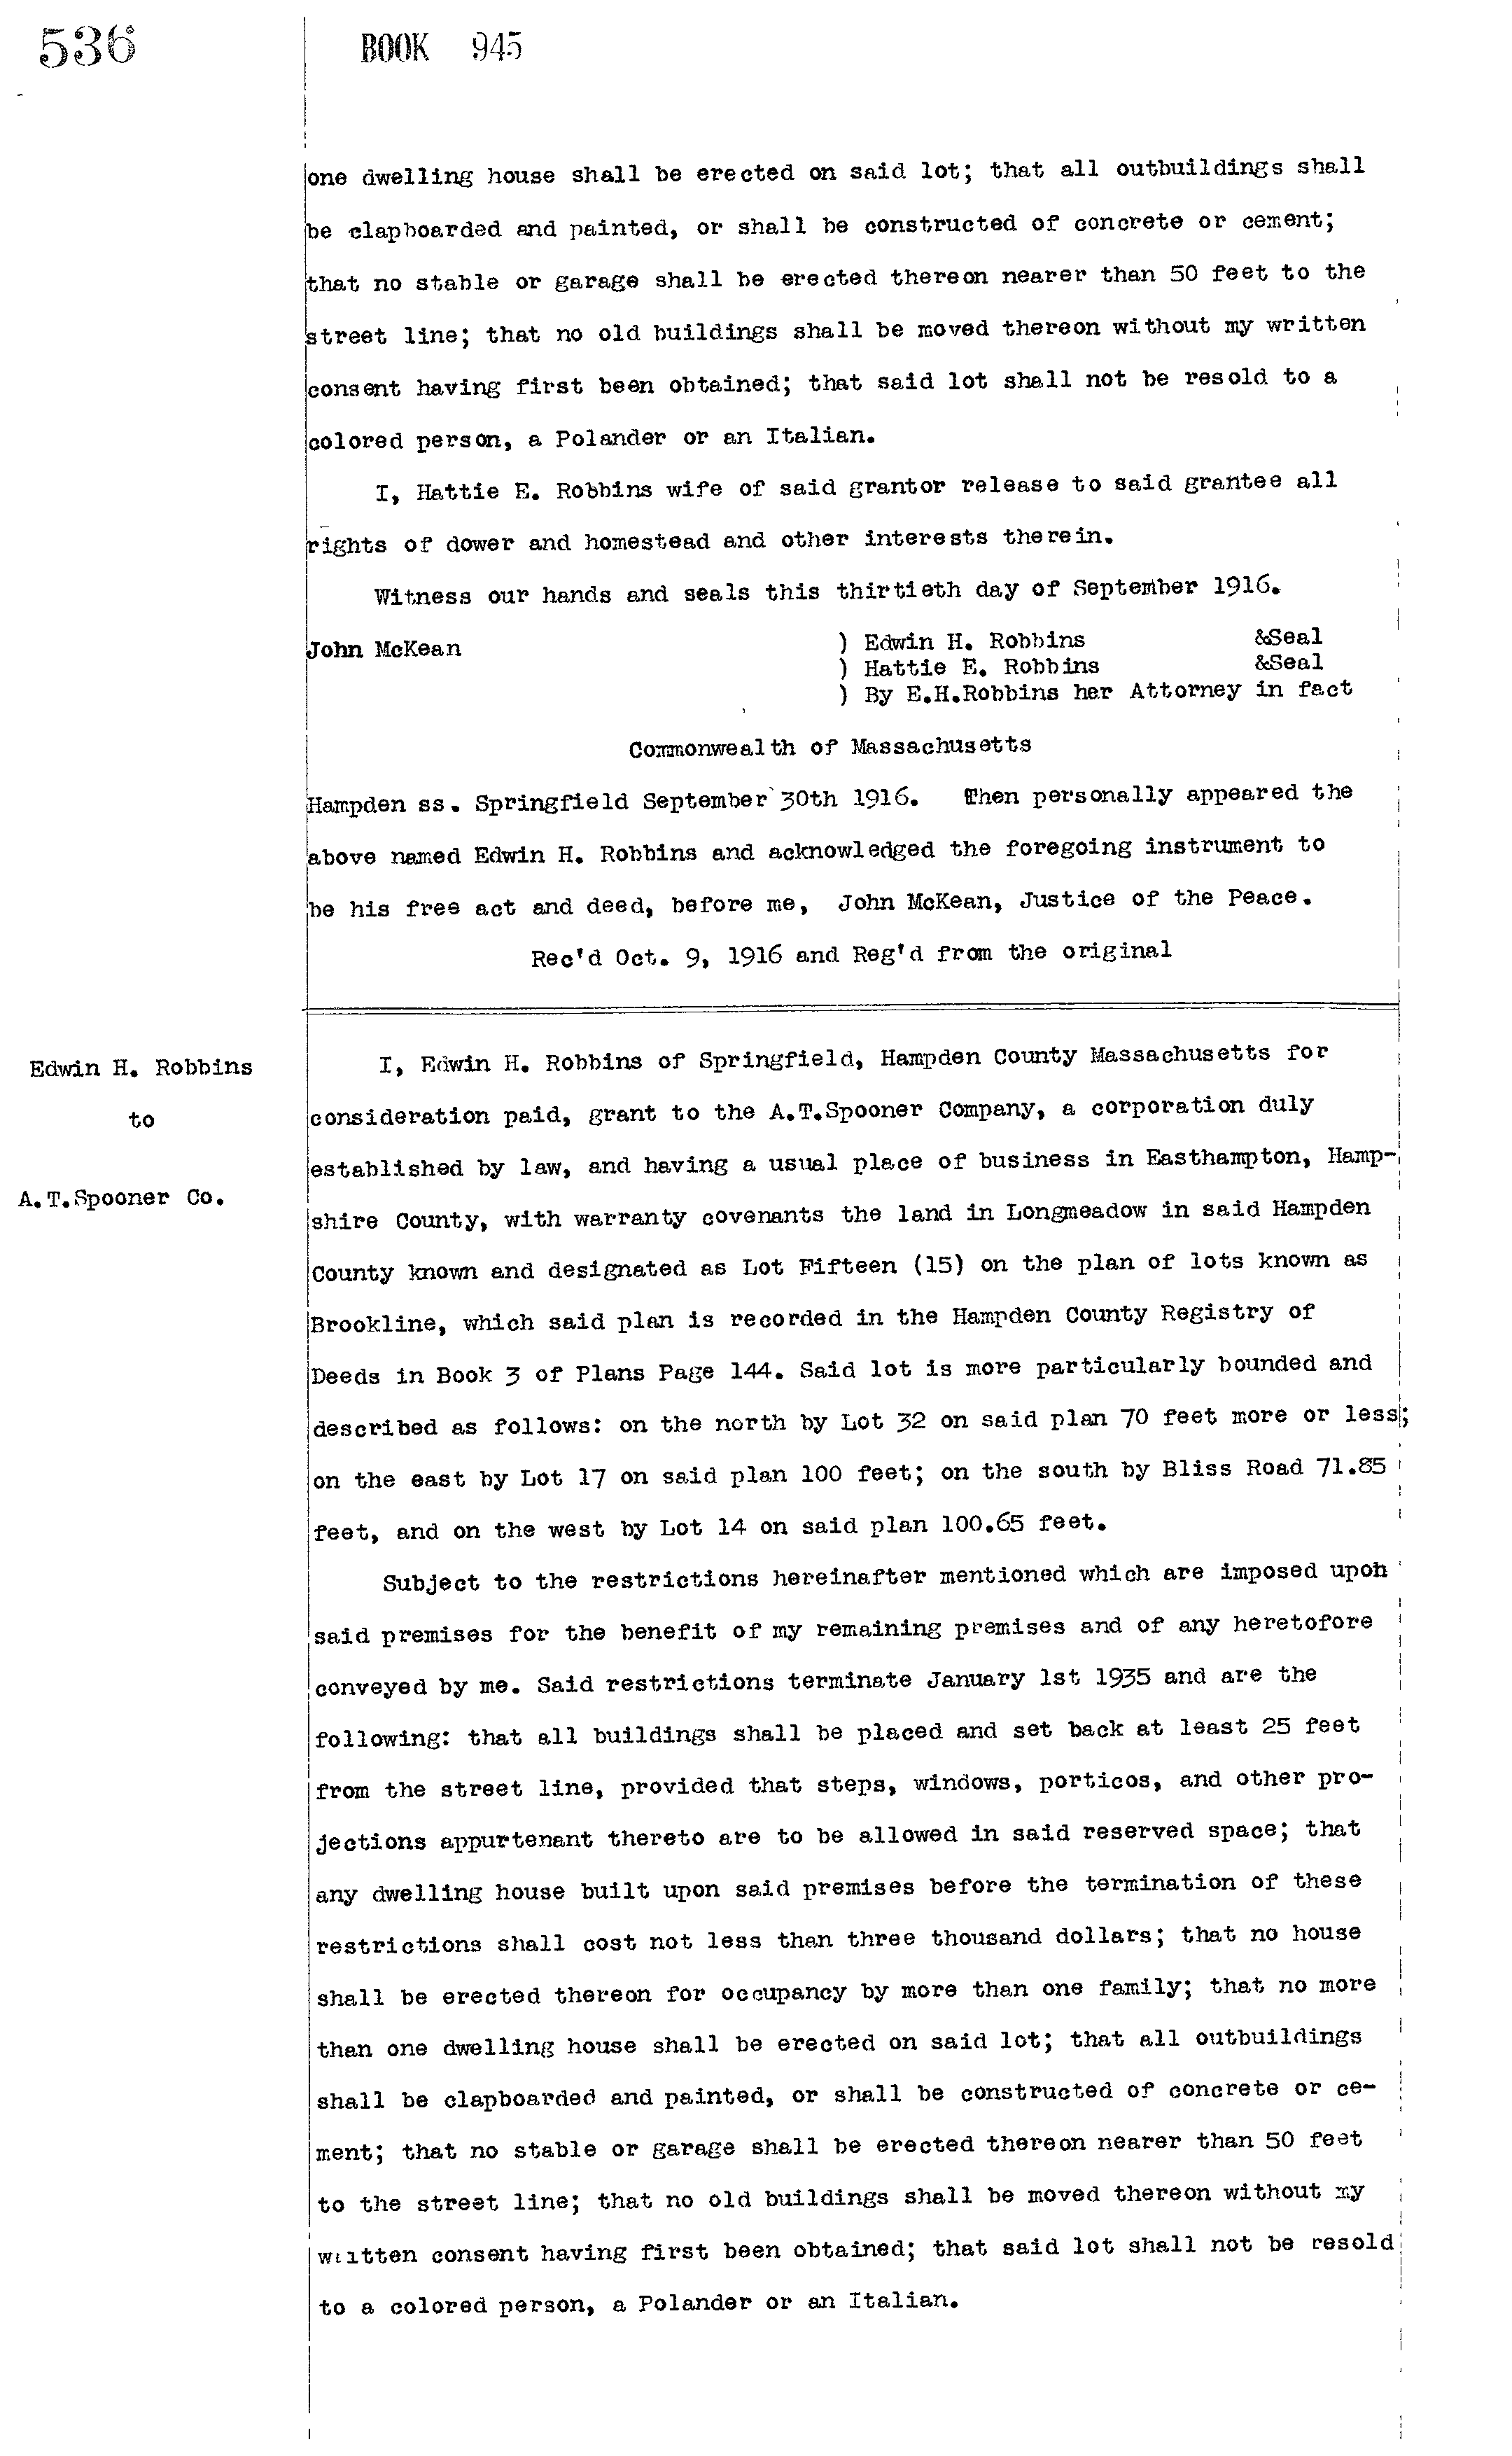 536
BOOK 945
one dwelling house shall be erected on said lot; that all outbuildings shall
be clapboarded and painted, or shall be constructed of concrete or cement;
that no stable or garage shall be erected thereon nearer than 50 feet to the
street line; that no old buildings shall be moved thereon without my written
consent having first been obtained; that said lot shall not be resold to a
colored person, a Polander or an Italian.
I, Hattie E. Robbins wife of said grantor release to said grantee all
rights of dower and homestead and other interests therein.
Witness our hands and seals this thirtieth day of September 1916.
John McKean ) Edwin H. Robbins &Seal
) Hattie E. Robbins &Seal
) By E.H.Robbins her Attorney in fact
Commonwealth of Massachusetts
Hampden ss. Springfield September 30th 1916. Then personally appeared the
above named Edwin H. Robbins and acknowledged the foregoing instrument to
be his free act and deed, before me, John McKean, Justice of the Peace.
Rec'd Oct. 9, 1916 and Reg'd from the original
Edwin H. Robbins
to
A.T.Spooner Co.
I, Edwin H. Robbins of Springfield, Hampden County Massachusetts for
consideration paid, grant to the A.T.Spooner Company, a corporation duly
established by law, and having a usual place of business in Easthampton, Hamp-
shire County, with warranty covenants the land in Longmeadow in said Hampden
County known and designated as Lot Fifteen (15) on the plan of lots known as
Brookline, which said plan is recorded in the Hampden County Registry of
Deeds in Book 3 of Plans Page 144. Said lot is more particularly bounded and
described as follows: on the north by Lot 32 on said plan 70 feet more or less;
on the east by Lot 17 on said plan 100 feet; on the south by Bliss Road 71.85
feet, and on the west by Lot 14 on said plan 100.65 feet.
Subject to the restrictions hereinafter mentioned which are imposed upon
said premises for the benefit of my remaining premises and of any heretofore
conveyed by me. Said restrictions terminate January 1st 1935 and are the
following: that all buildings shall be placed and set back at least 25 feet
from the street line, provided that steps, windows, porticos, and other pro-
jections appurtenant thereto are to be allowed in said reserved space; that
any dwelling house built upon said premises before the termination of these
restrictions shall cost not less than three thousand dollars; that no house
shall be erected thereon for occupancy by more than one family; that no more
than one dwelling house shall be erected on said lot; that all outbuildings
shall be clapboarded and painted, or shall be constructed of concrete or ce-
ment; that no stable or garage shall be erected thereon nearer than 50 feet
to the street line; that no old buildings shall be moved thereon without my
written consent having first been obtained; that said lot shall not be resold
to a colored person, a Polander or an Italian.